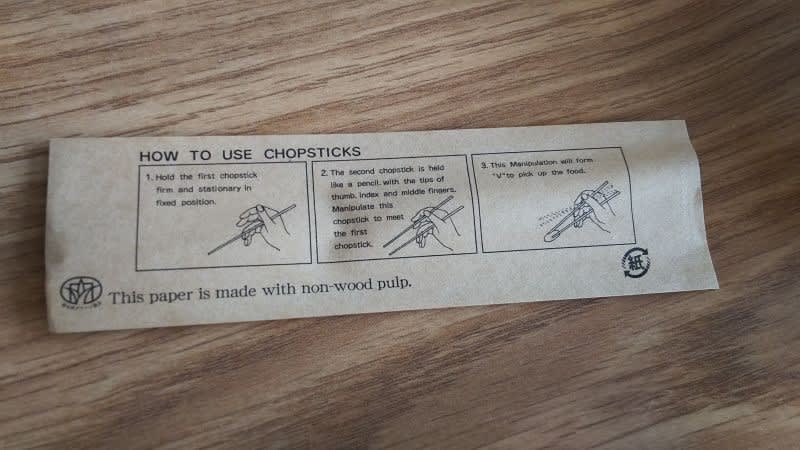 HOW TO USE CHOPSTICKS
1. Hold the first chopstick
firm and stationary in
fixed position.
2. The second chopstick is held
like a pencil, with the tips of
thumb, index and middle fingers.
Manipulate this
chopstick to meet
the first
chopstick.
3. This Manipulation will form
"V"to pick up the food.
This paper is made with non-wood pulp.
紙